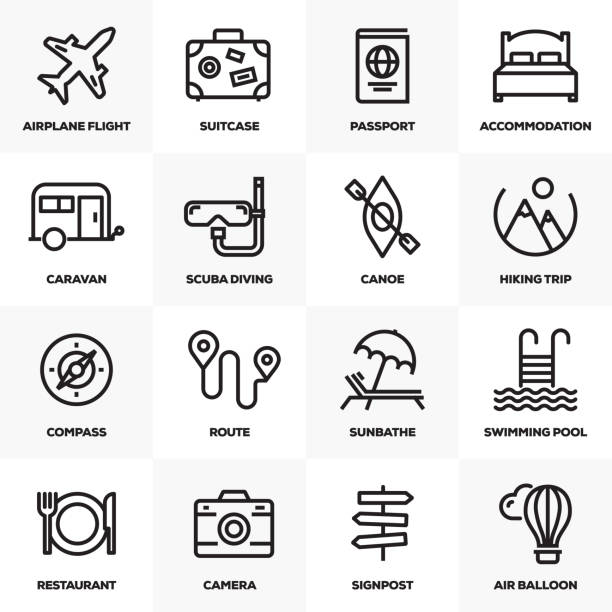 AIRPLANE FLIGHT
SUITCASE
PASSPORT
ACCOMMODATION
CARAVAN
SCUBA DIVING
CANOE
HIKING TRIP
COMPASS
ROUTE
SUNBATHE
SWIMMING POOL
RESTAURANT
CAMERA
SIGNPOST
AIR BALLOON